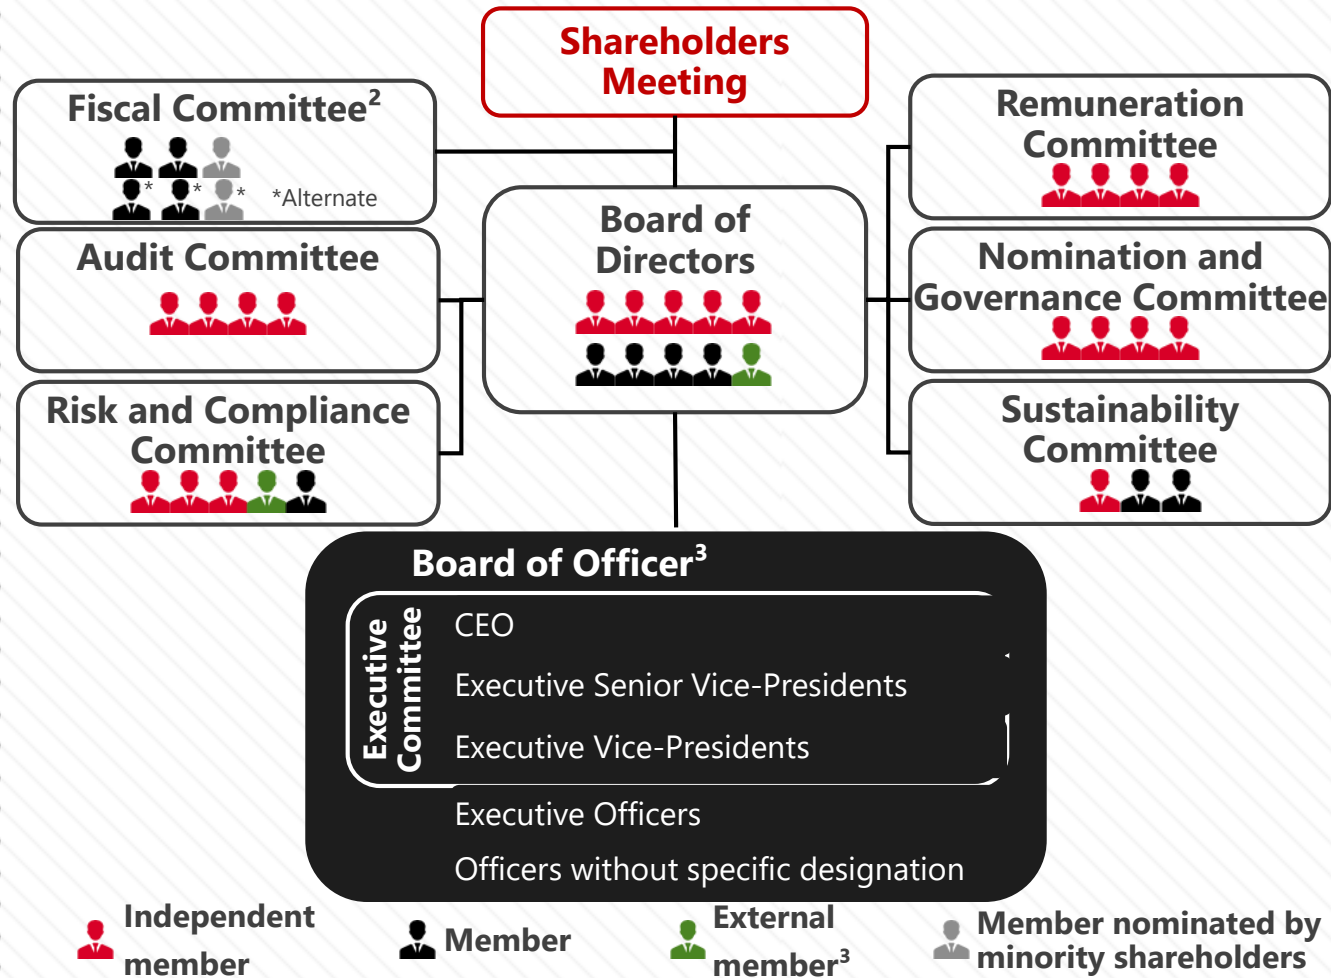 Shareholders
Meeting
Fiscal Committee²
* * *
*Alternate
Audit Committee
Risk and Compliance
Committee
Board of
Directors
Remuneration
Committee
Nomination and
Governance Committee
Sustainability
Committee
Board of Officer³
Executive
Committee
CEO
Executive Senior Vice-Presidents
Executive Vice-Presidents
Executive Officers
Officers without specific designation
Independent
member
Member
External
member³
Member nominated by
minority shareholders